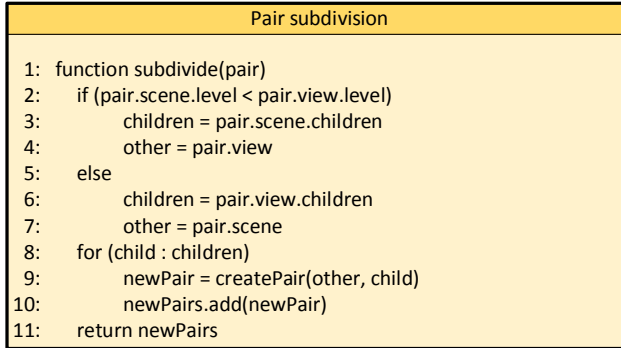 Pair subdivision
1: function subdivide(pair)
2: if (pair.scene.level < pair.view.level)
3: children = pair.scene.children
4: other = pair.view
5: else
6: children = pair.view.children
7: other = pair.scene
8: for (child : children)
9: newPair = createPair(other, child)
10: newPairs.add(newPair)
11: return newPairs